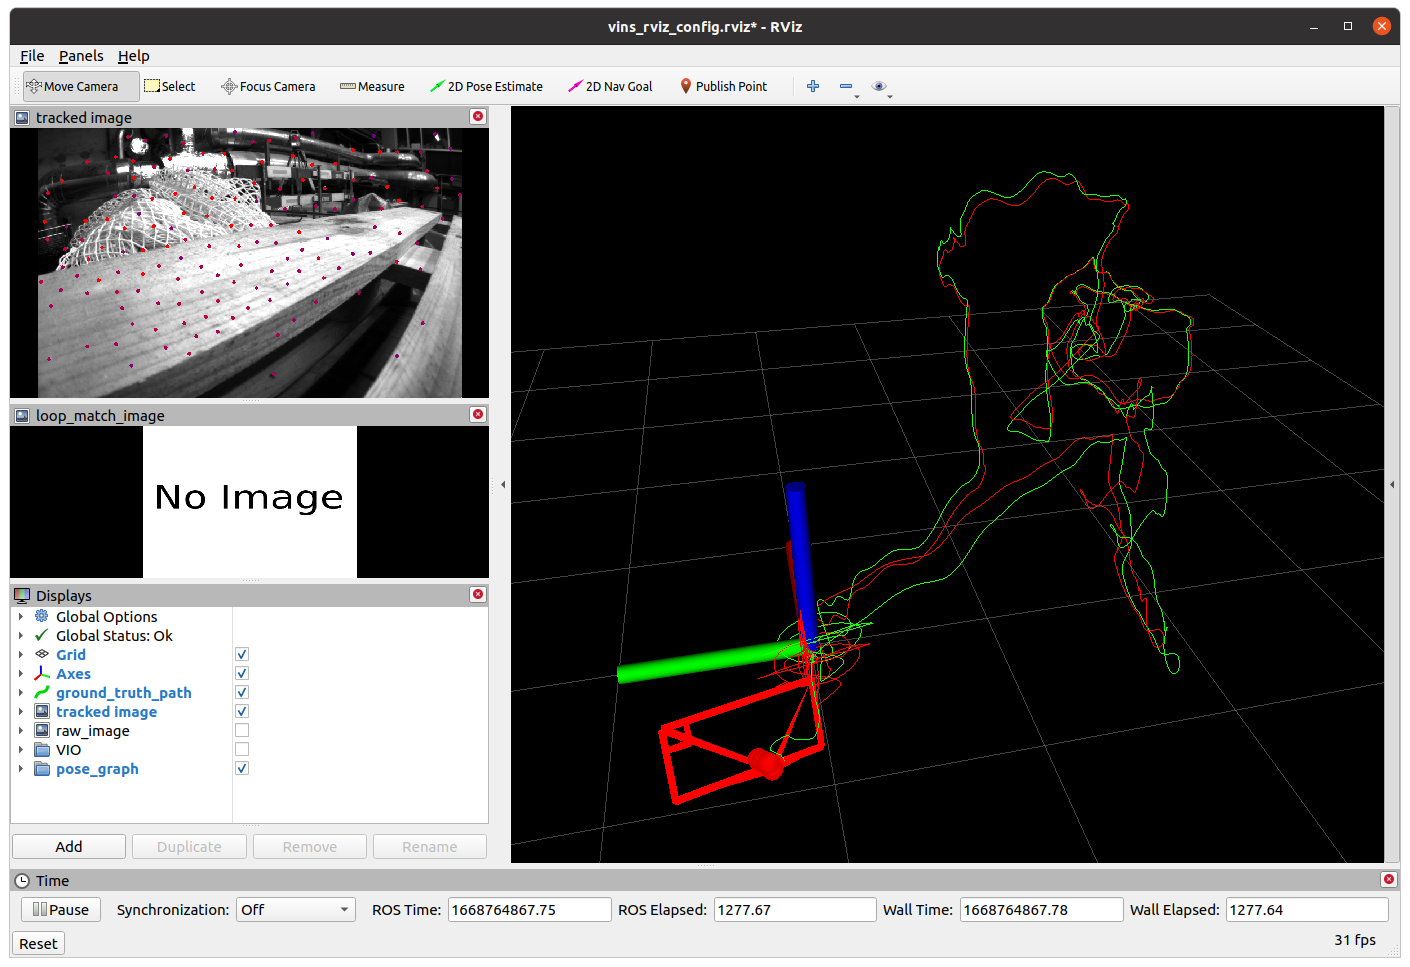 vins_rviz_config.rviz* - RViz
File Panels Help
Move Camera Select Focus Camera Measure 2D Pose Estimate 2D Nav Goal Publish Point
tracked image
loop_match_image
No Image
Displays
Global Options
Global Status: Ok
Grid
Axes
ground_truth_path
tracked image
raw_image
VIO
pose_graph
Add Duplicate Remove Rename
Time
Pause Synchronization: Off ROS Time: 1668764867.75 ROS Elapsed: 1277.67 Wall Time: 1668764867.78 Wall Elapsed: 1277.64
Reset 31 fps